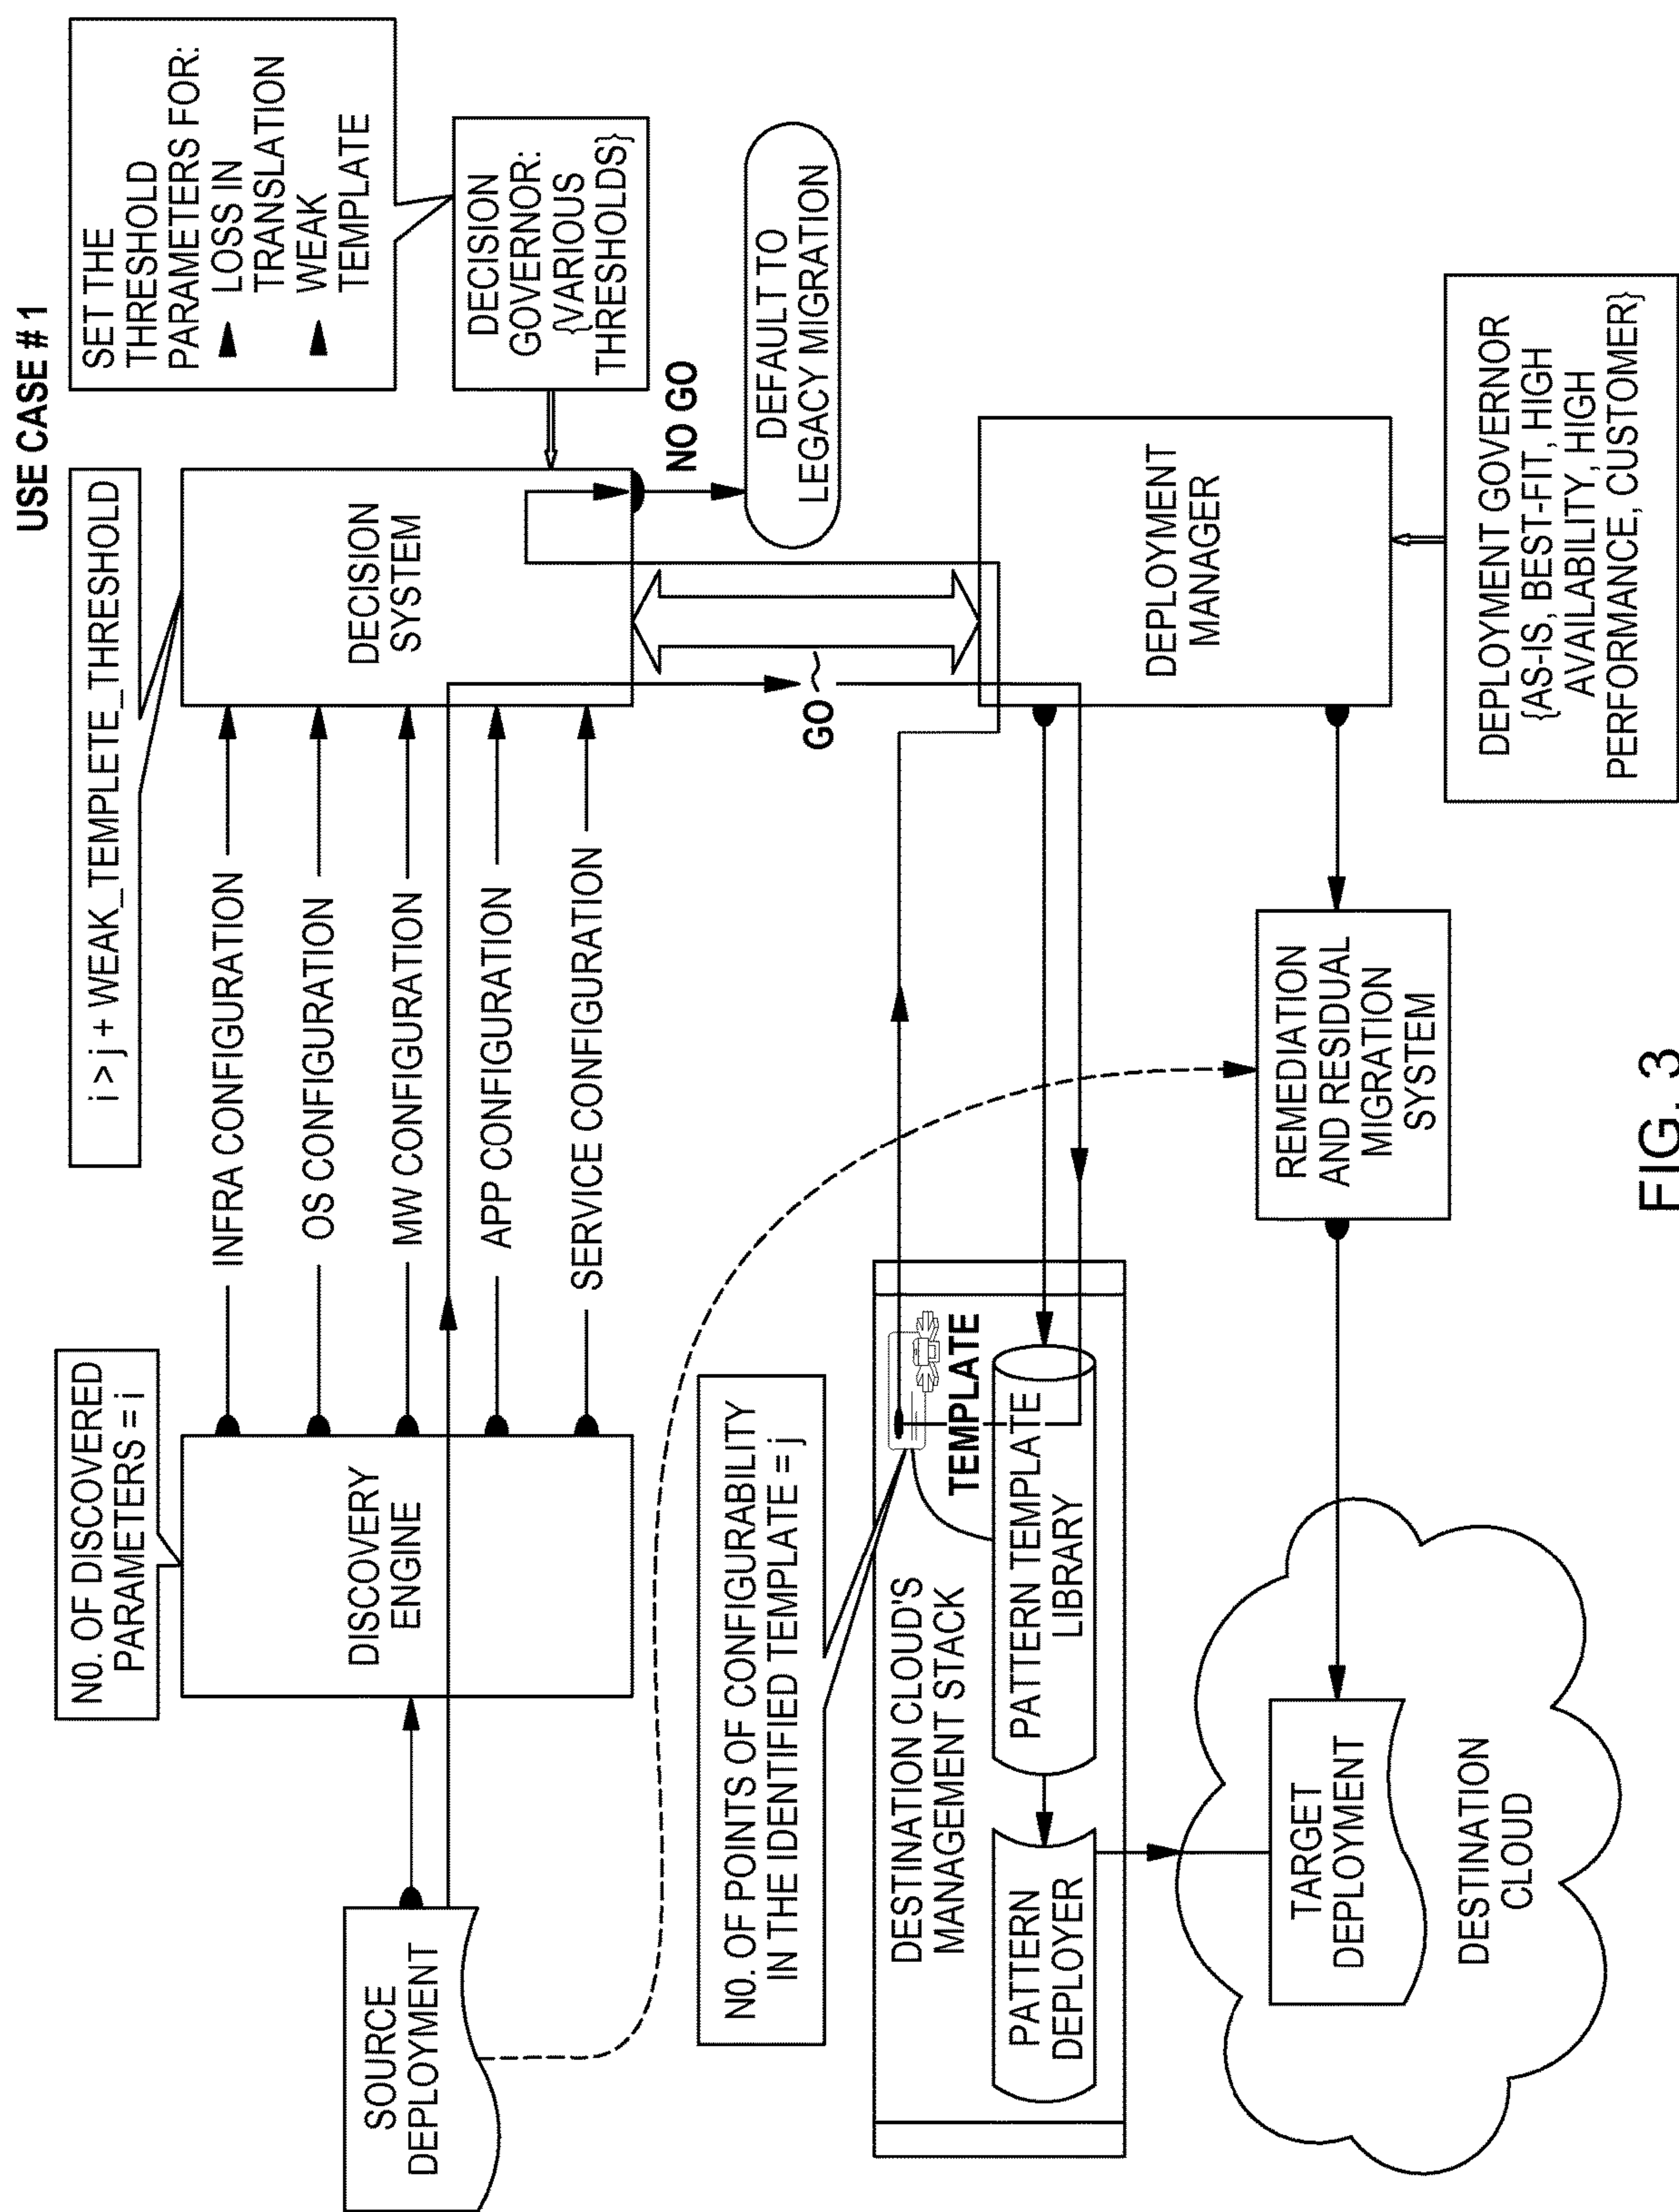 USE CASE #1
N0. OF DISCOVERED
PARAMETERS = i
i > j + WEAK_TEMPLETE_THRESHOLD
SET THE
THRESHOLD
PARAMETERS FOR:
LOSS IN
TRANSLATION
WEAK
TEMPLATE
SOURCE
DEPLOYMENT
DISCOVERY
ENGINE
INFRA CONFIGURATION
OS CONFIGURATION
MW CONFIGURATION
APP CONFIGURATION
SERVICE CONFIGURATION
DECISION
SYSTEM
DECISION
GOVERNOR:
{VARIOUS
THRESHOLDS}
NO GO
DEFAULT TO
LEGACY MIGRATION
GO
N0. OF POINTS OF CONFIGURABILITY
IN THE IDENTIFIED TEMPLATE = j
DESTINATION CLOUD'S
MANAGEMENT STACK
TEMPLATE
PATTERN
DEPLOYER
PATTERN TEMPLATE
LIBRARY
DEPLOYMENT
MANAGER
TARGET
DEPLOYMENT
DESTINATION
CLOUD
REMEDIATION
AND RESIDUAL
MIGRATION
SYSTEM
DEPLOYMENT GOVERNOR
{AS-IS, BEST-FIT, HIGH
AVAILABILITY, HIGH
PERFORMANCE, CUSTOMER}
FIG. 3